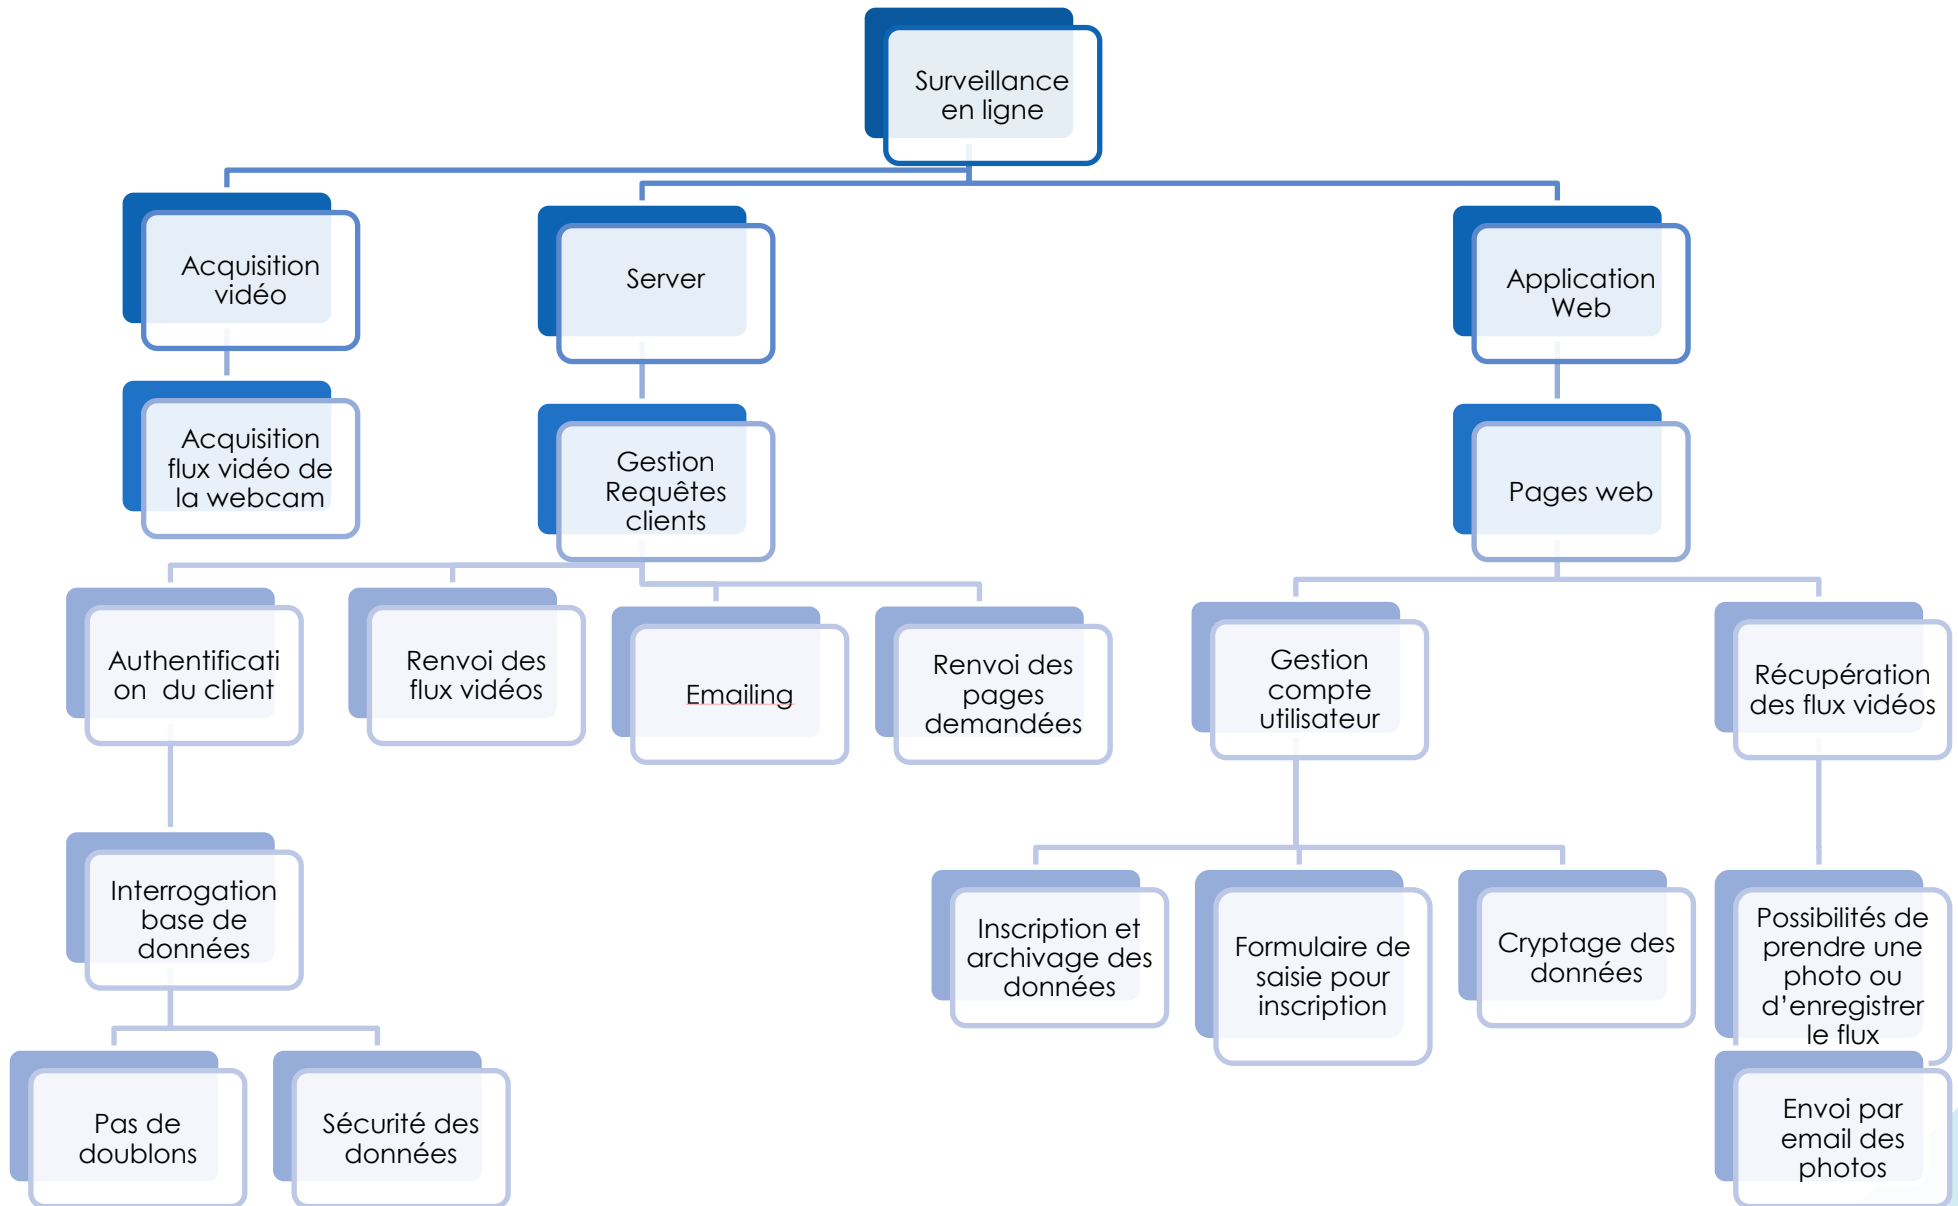 Surveillance
en ligne
Acquisition
vidéo
Server
Application
Web
Acquisition
flux vidéo de
la webcam
Gestion
Requêtes
clients
Pages web
Authentificati
on  du client
Renvoi des
flux vidéos
Emailing
Renvoi des
pages
demandées
Gestion
compte
utilisateur
Récupération
des flux vidéos
Interrogation
base de
données
Inscription et
archivage des
données
Formulaire de
saisie pour
inscription
Cryptage des
données
Possibilités de
prendre une
photo ou
d’enregistrer
le flux
Pas de
doublons
Sécurité des
données
Envoi par
email des
photos